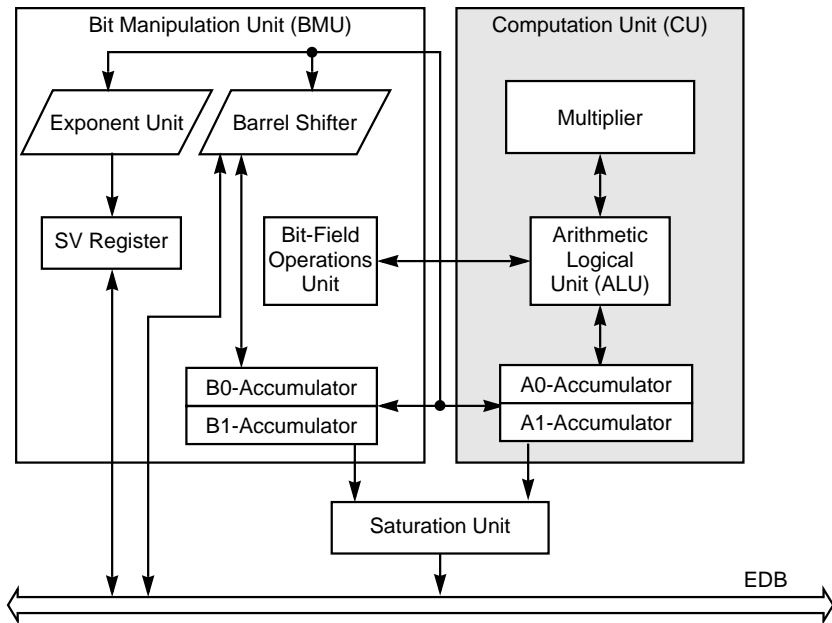 Bit Manipulation Unit (BMU)
Computation Unit (CU)
Exponent Unit
Barrel Shifter
Multiplier
SV Register
Bit-Field
Operations
Unit
Arithmetic
Logical
Unit (ALU)
B0-Accumulator
B1-Accumulator
A0-Accumulator
A1-Accumulator
Saturation Unit
EDB